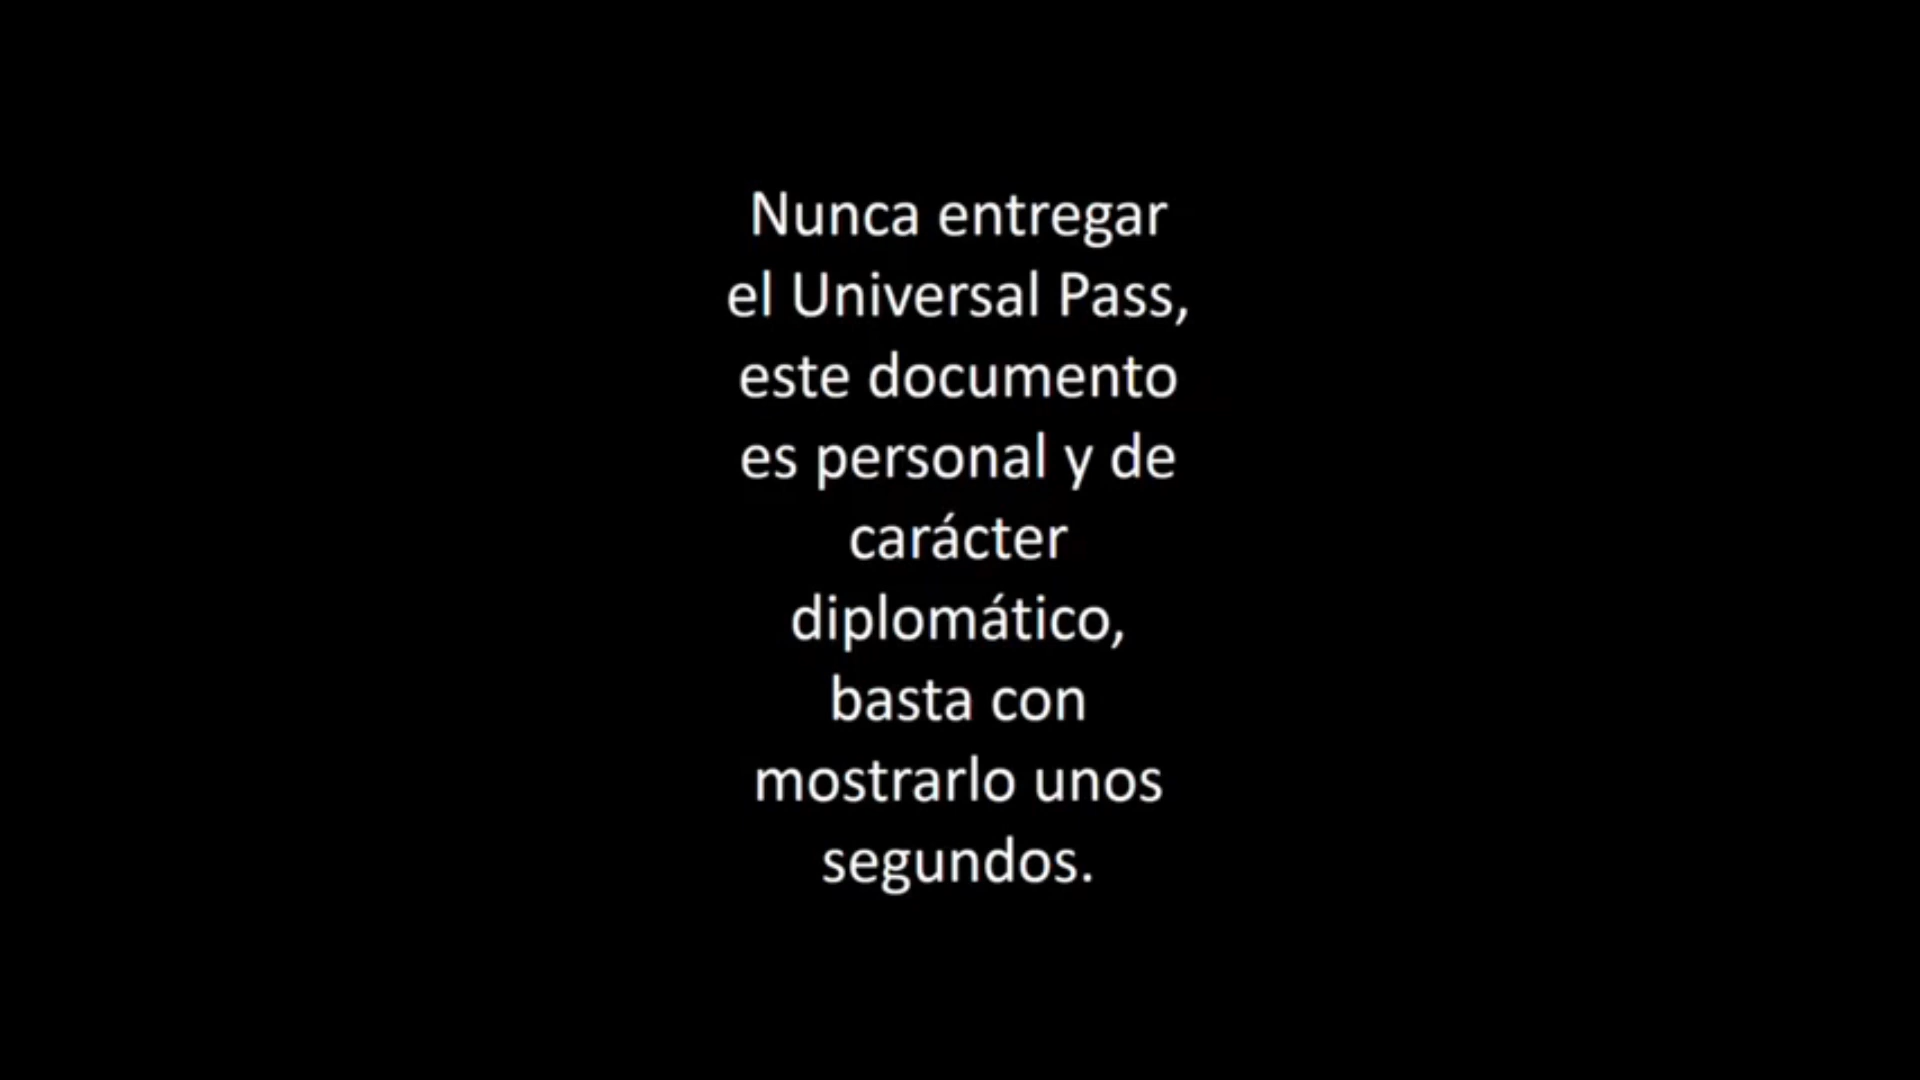 Nunca entregar
el Universal Pass,
este documento
es personal y de
carácter
diplomático,
basta con
mostrarlo unos
segundos.